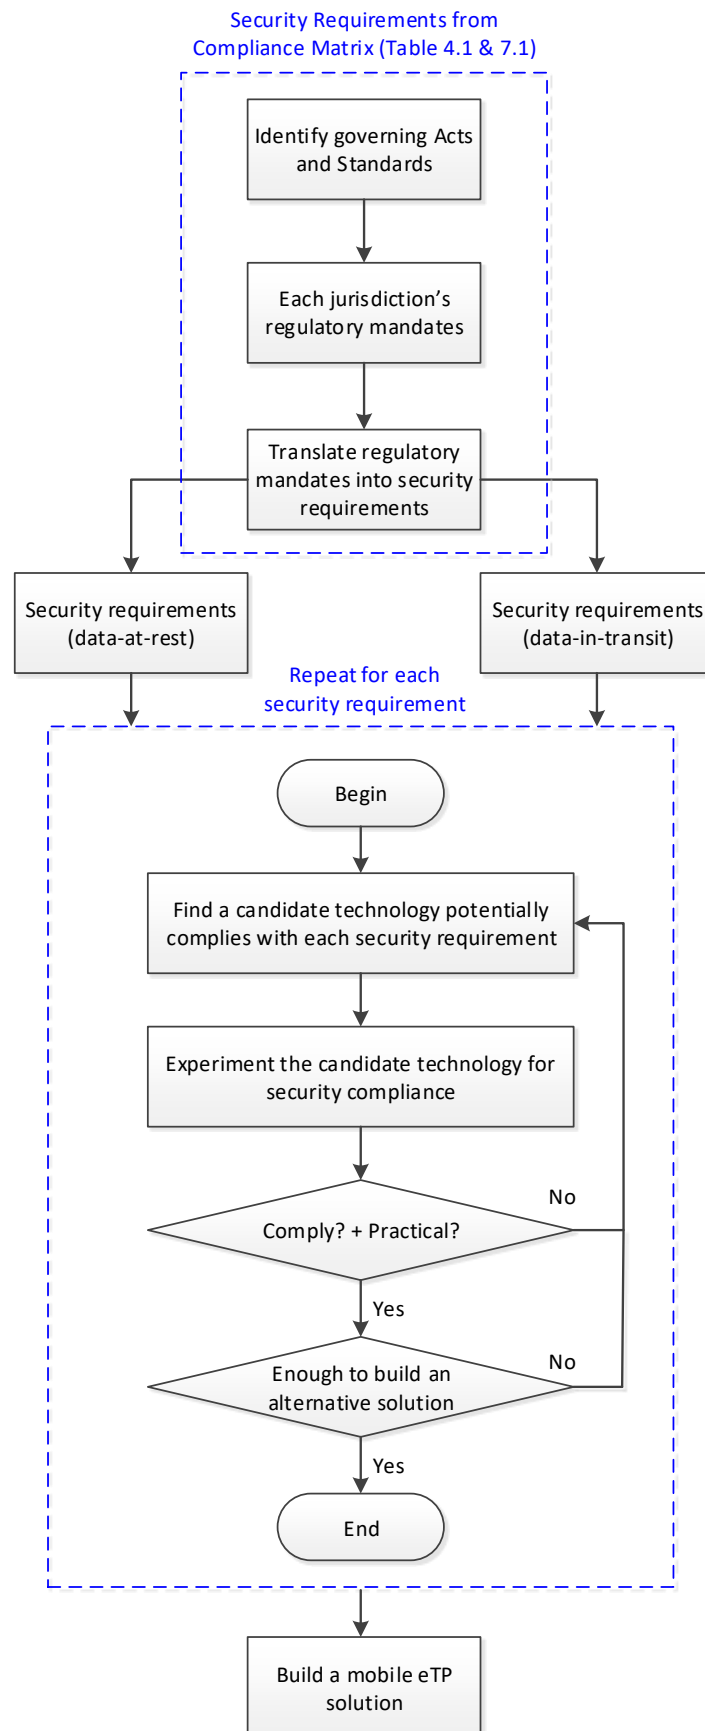 Security Requirements from
Compliance Matrix (Table 4.1 & 7.1)
Identify governing Acts
and Standards
Each jurisdiction’s
regulatory mandates
Translate regulatory
mandates into security
requirements
Security requirements
(data-at-rest)
Security requirements
(data-in-transit)
Repeat for each
security requirement
Begin
Find a candidate technology potentially
complies with each security requirement
Experiment the candidate technology for
security compliance
Comply? + Practical?
No
Yes
Enough to build an
alternative solution
No
Yes
End
Build a mobile eTP
solution